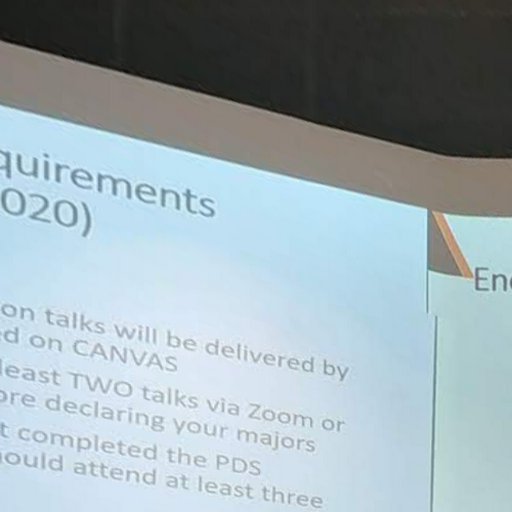 quirements
020)
on talks will be delivered by
d on CANVAS
least TWO talks via Zoom or
ore declaring your majors
t completed the PDS
hould attend at least three
En